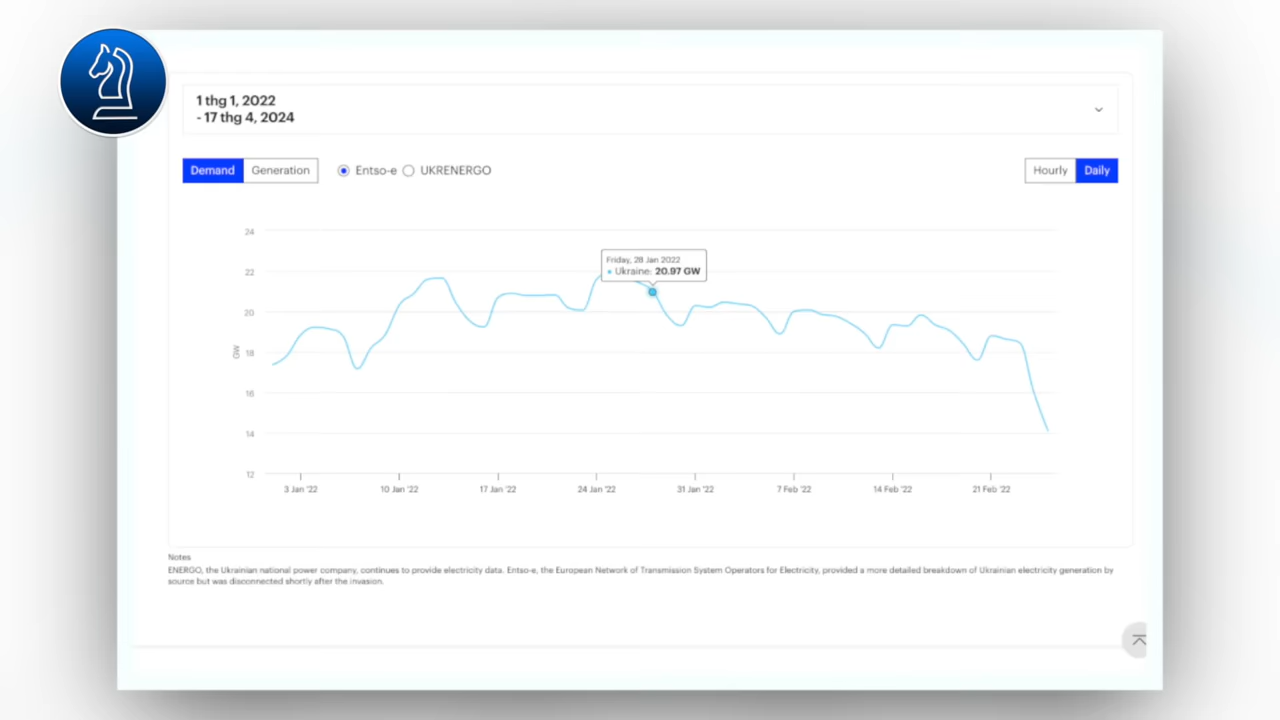 1 thg 1, 2022
- 17 thg 4, 2024
Demand Generation Entso-e UKRENERGO Hourly Daily
24
Friday, 28 Jan 2022
22
Ukraine: 20.97 GW
20
GW
18
16
14
12
3 Jan '22 10 Jan '22 17 Jan '22 24 Jan '22 31 Jan '22 7 Feb '22 14 Feb '22 21 Feb '22
Notes
ENERGO, the Ukrainian national power company, continues to provide electricity data. Entso-e, the European Network of Transmission System Operators for Electricity, provided a more detailed breakdown of Ukrainian electricity generation by
source but was disconnected shortly after the invasion.